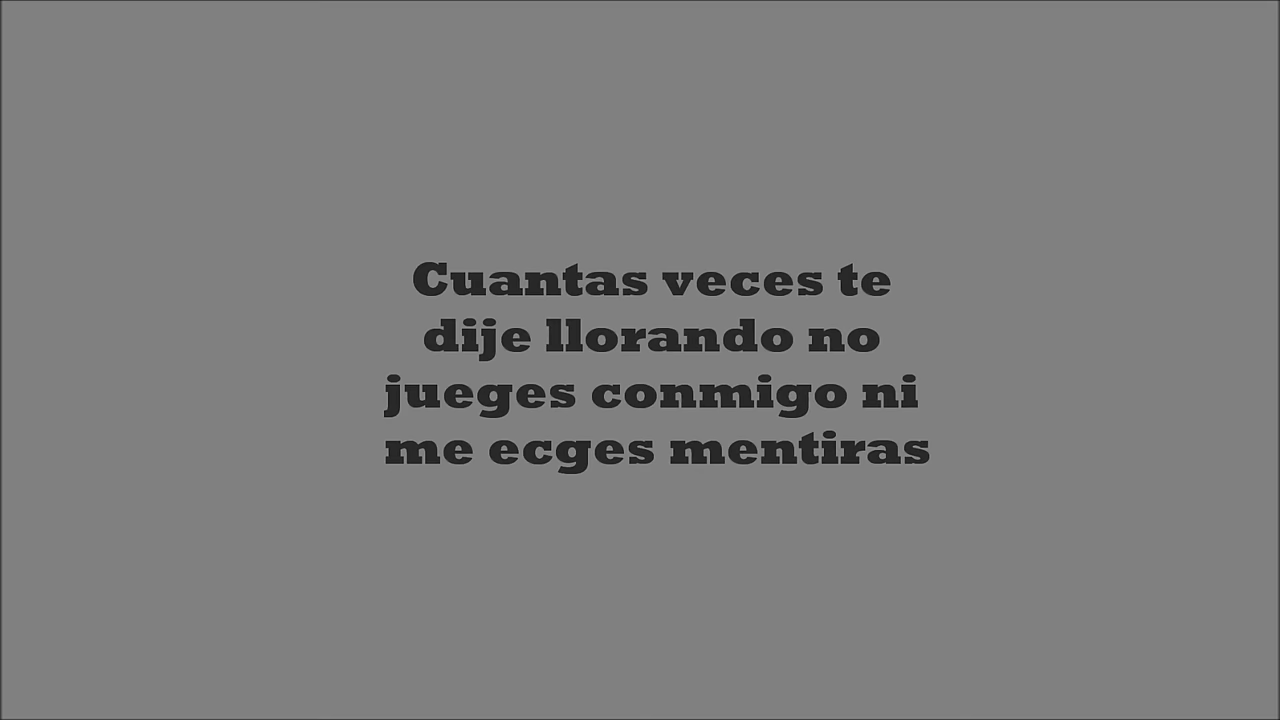 Cuantas veces te
dije llorando no
jueges conmigo ni
me ecges mentiras